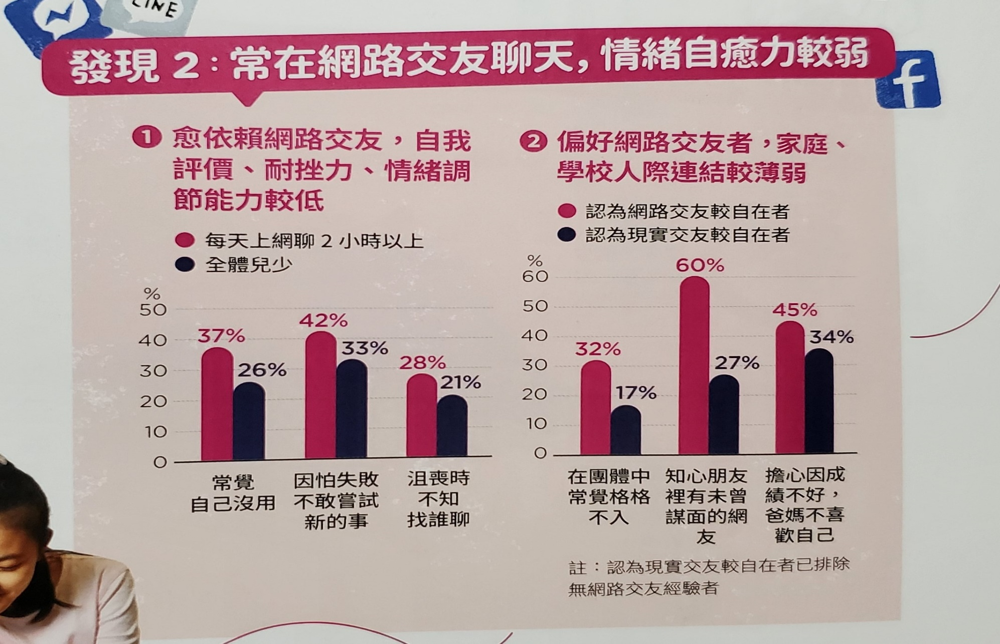 LINE
發現 2：常在網路交友聊天，情緒自癒力較弱
f
1 愈依賴網路交友，自我
評價、耐挫力、情緒調
節能力較低
每天上網聊 2 小時以上
全體兒少
%
50
40
30
20
10
0
37%
26%
42%
33%
28%
21%
常覺
自己沒用
因怕失敗
不敢嘗試
新的事
沮喪時
不知
找誰聊
2 偏好網路交友者，家庭、
學校人際連結較薄弱
認為網路交友較自在者
認為現實交友較自在者
%
60
50
40
30
20
10
0
32%
17%
60%
27%
45%
34%
在團體中
常覺格格
不入
知心朋友
裡有未曾
謀面的網
友
擔心因成
績不好，
爸媽不喜
歡自己
註：認為現實交友較自在者已排除
無網路交友經驗者